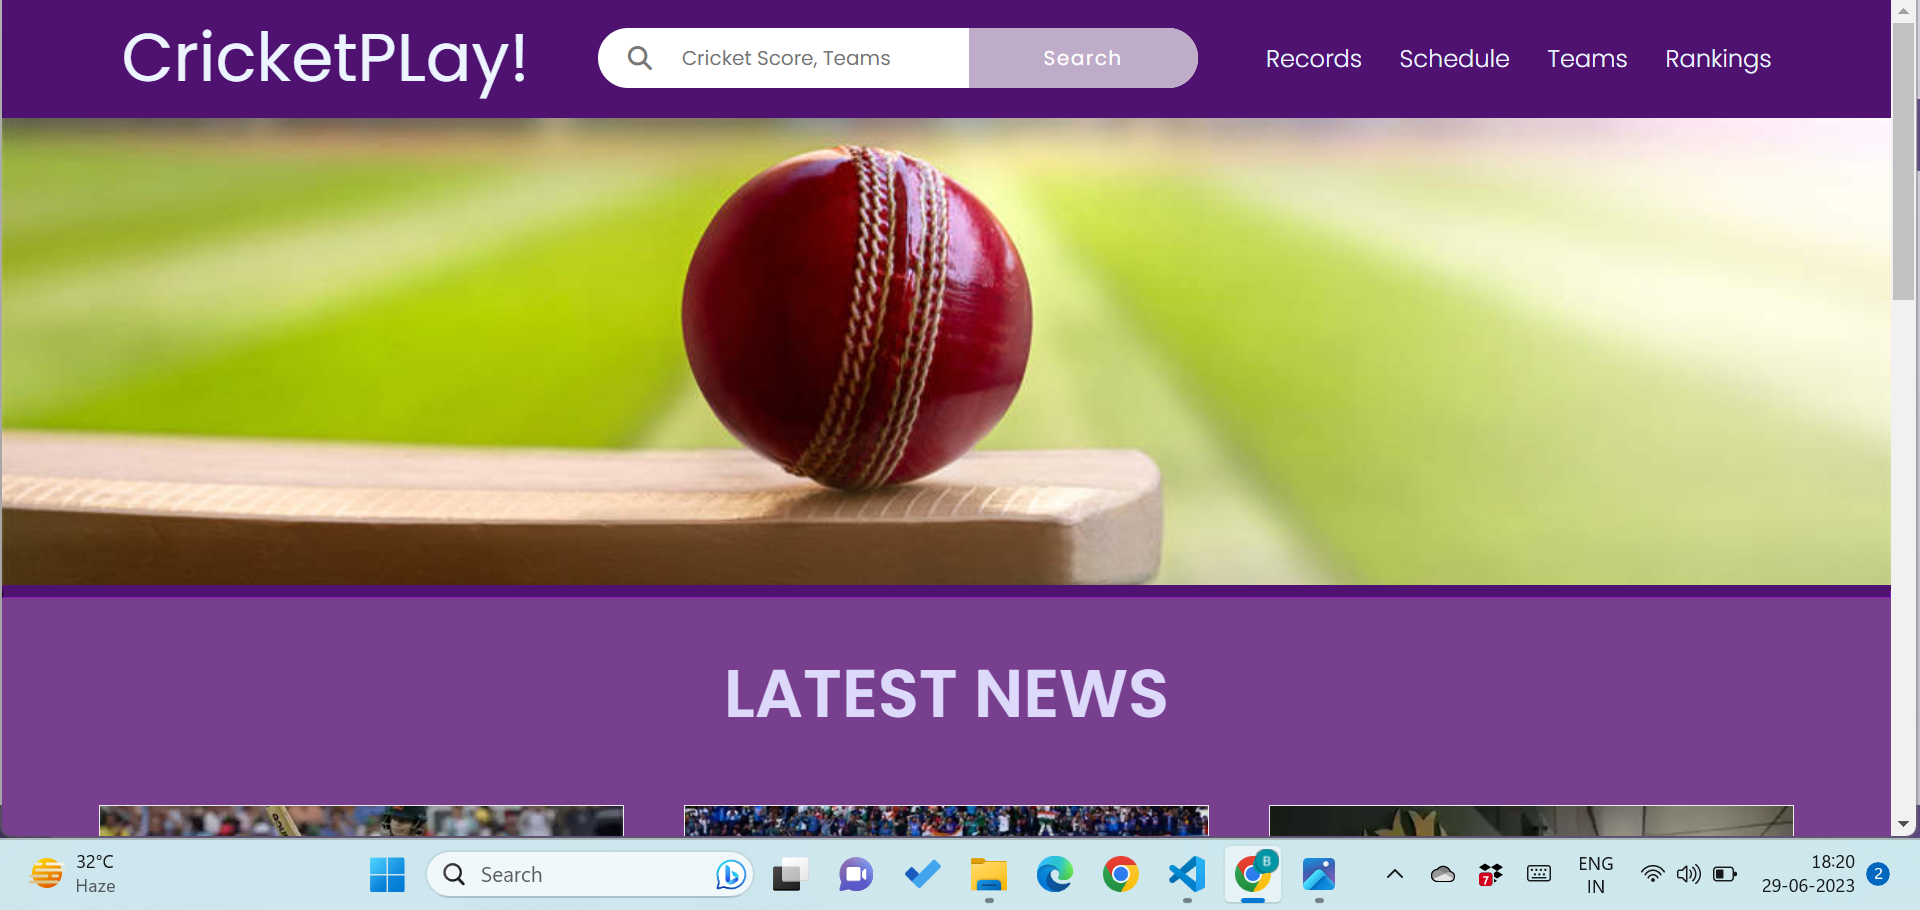 CricketPLay!
Cricket Score, Teams
Search
Records
Schedule
Teams
Rankings
LATEST NEWS
32°C
Haze
Search
B
7
ENG
IN
18:20
29-06-2023
2